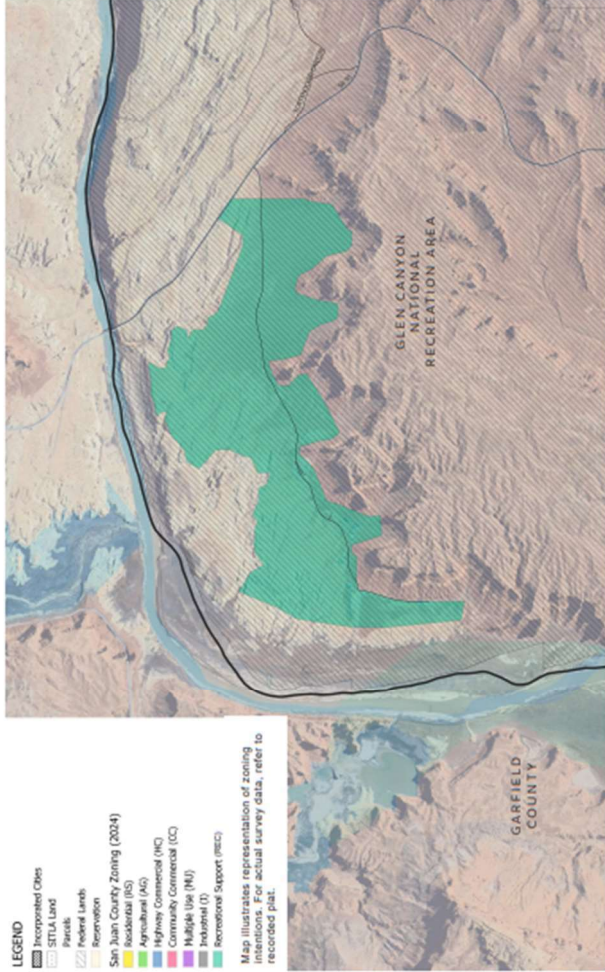 LEGEND
Incorporated Cities
SITLA Land
Parcels
Federal Lands
Reservation
San Juan County Zoning (2024)
Residential (RS)
Agricultural (AG)
Highway Commercial (HC)
Community Commercial (CC)
Multiple Use (MU)
Industrial (I)
Recreational Support (REC)
Map illustrates representation of zoning
intentions. For actual survey data, refer to
recorded plat.
GLEN CANYON
NATIONAL
RECREATION AREA
GARFIELD
COUNTY